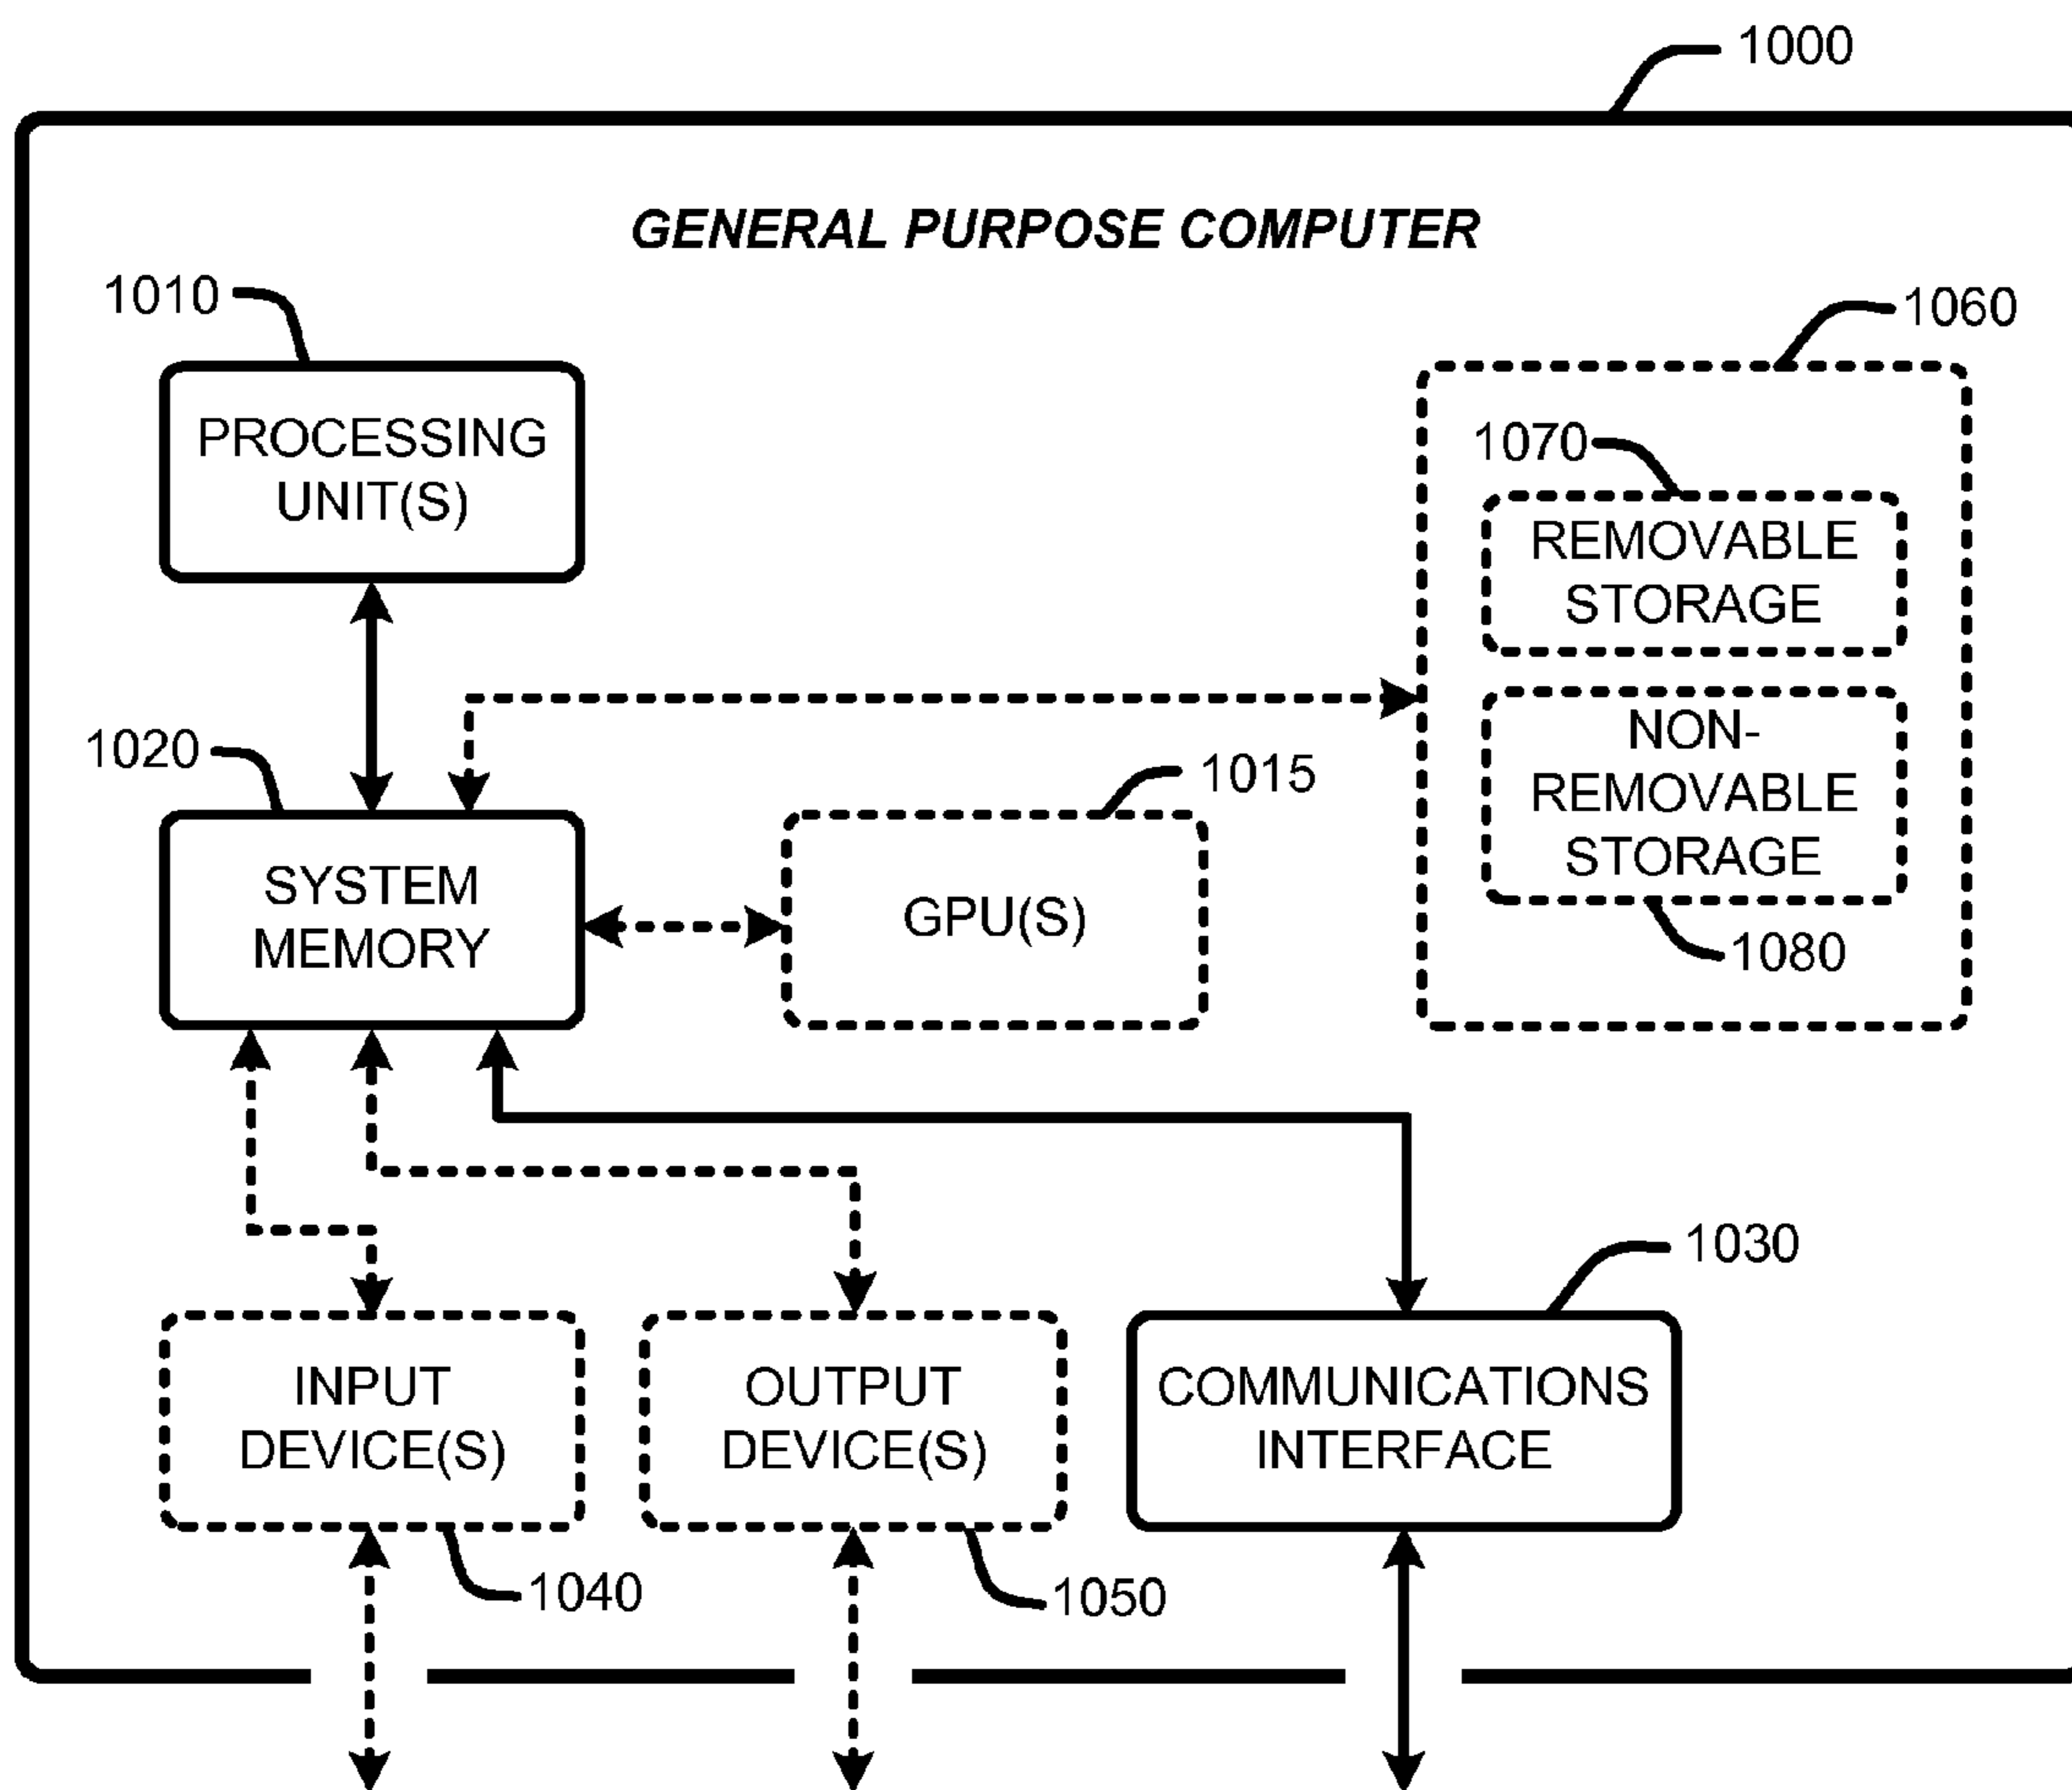 1000
GENERAL PURPOSE COMPUTER
1010
PROCESSING
UNIT(S)
1060
1070
REMOVABLE
STORAGE
NON-
REMOVABLE
STORAGE
1080
1020
SYSTEM
MEMORY
1015
GPU(S)
1030
INPUT
DEVICE(S)
OUTPUT
DEVICE(S)
COMMUNICATIONS
INTERFACE
1040
1050